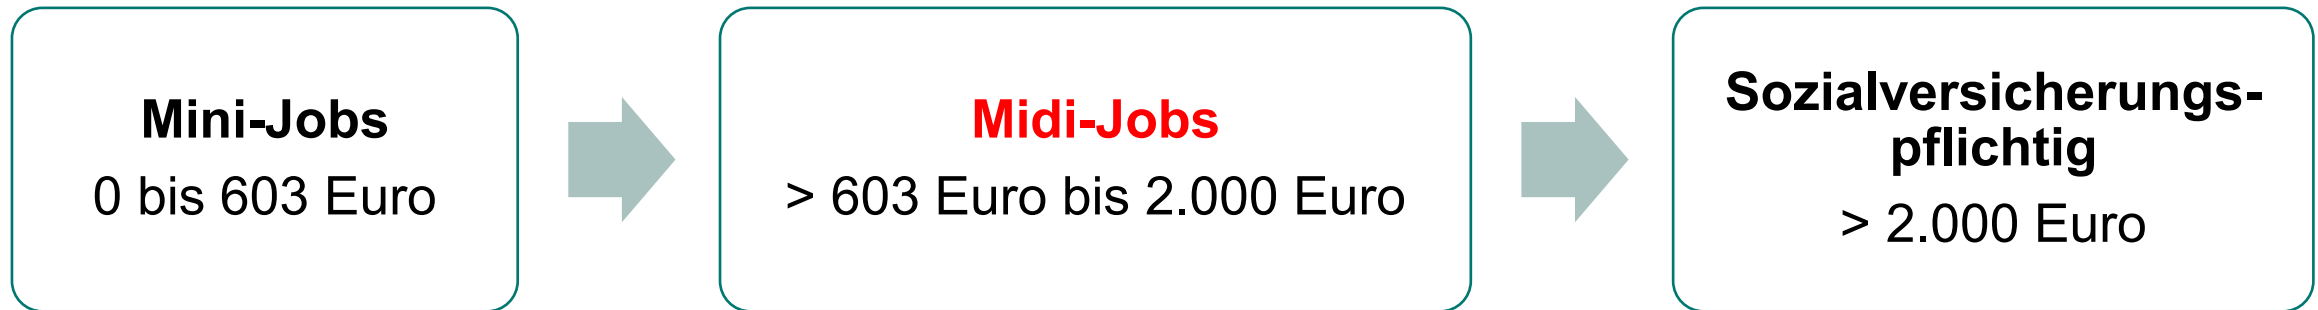 Mini-Jobs
0 bis 603 Euro
Midi-Jobs
> 603 Euro bis 2.000 Euro
Sozialversicherungs-
pflichtig
> 2.000 Euro